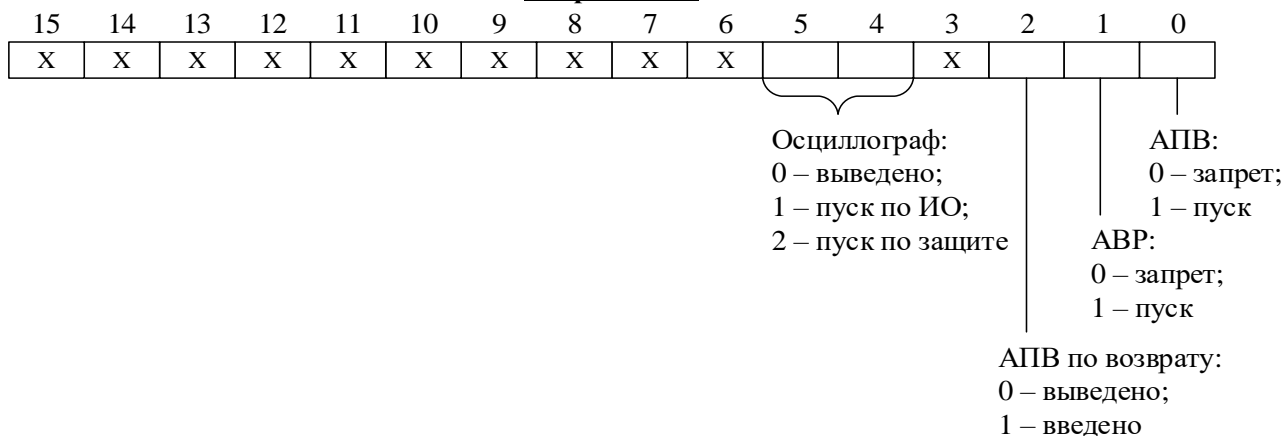 15 14 13 12 11 10 9 8 7 6 5 4 3 2 1 0
X X X X X X X X X X X
Осциллограф:
0 – выведено;
1 – пуск по ИО;
2 – пуск по защите
АПВ:
0 – запрет;
1 – пуск
АВР:
0 – запрет;
1 – пуск
АПВ по возврату:
0 – выведено;
1 – введено